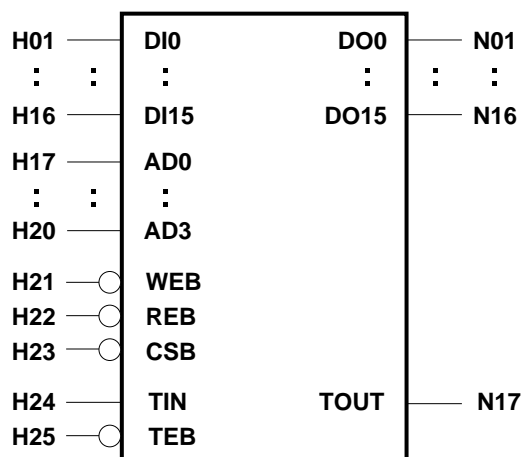 H01 DI0 DO0 N01
: : : : : :
H16 DI15 DO15 N16
H17 AD0
: : :
H20 AD3
H21 WEB
H22 REB
H23 CSB
H24 TIN TOUT N17
H25 TEB